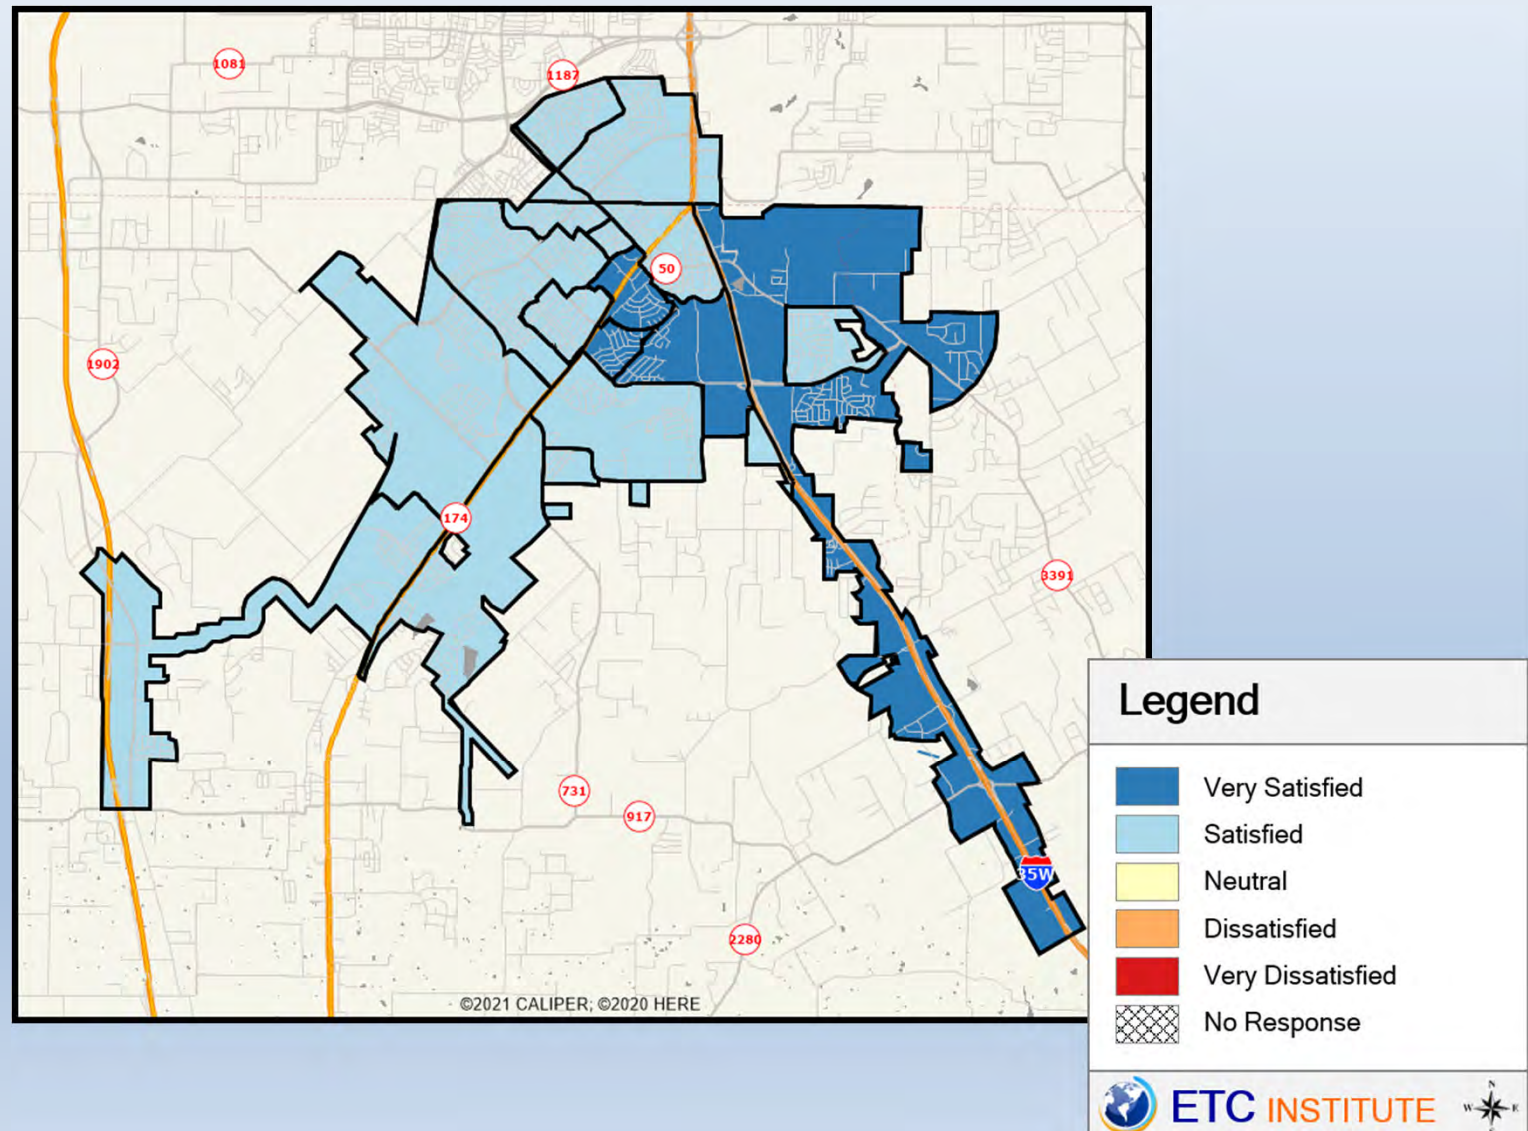 1081
1187
50
1902
174
3391
731
917
35W
2280
©2021 CALIPER; ©2020 HERE
Legend
Very Satisfied
Satisfied
Neutral
Dissatisfied
Very Dissatisfied
No Response
N
W E
ETC INSTITUTE